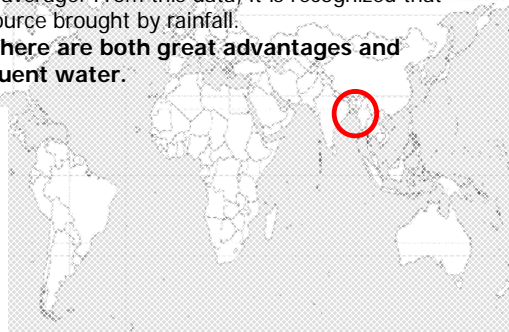 average. From this data, it is recognized that
ource brought by rainfall.
here are both great advantages and
uent water.